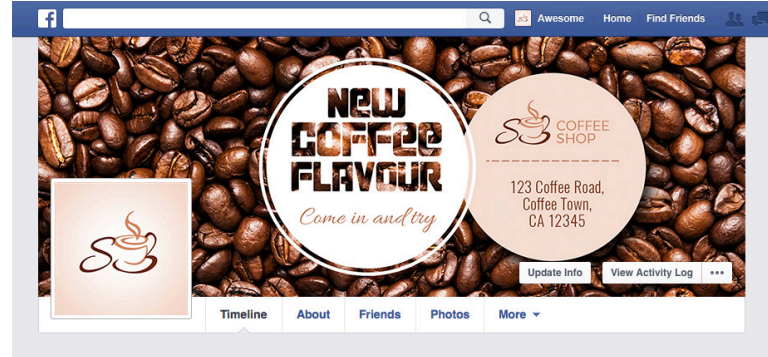 f
Awesome Home Find Friends
NEW
COFFEE
FLAVOUR
Come in and try
SB COFFEE
SHOP
123 Coffee Road,
Coffee Town,
CA 12345
SB
Update Info View Activity Log •••
Timeline About Friends Photos More